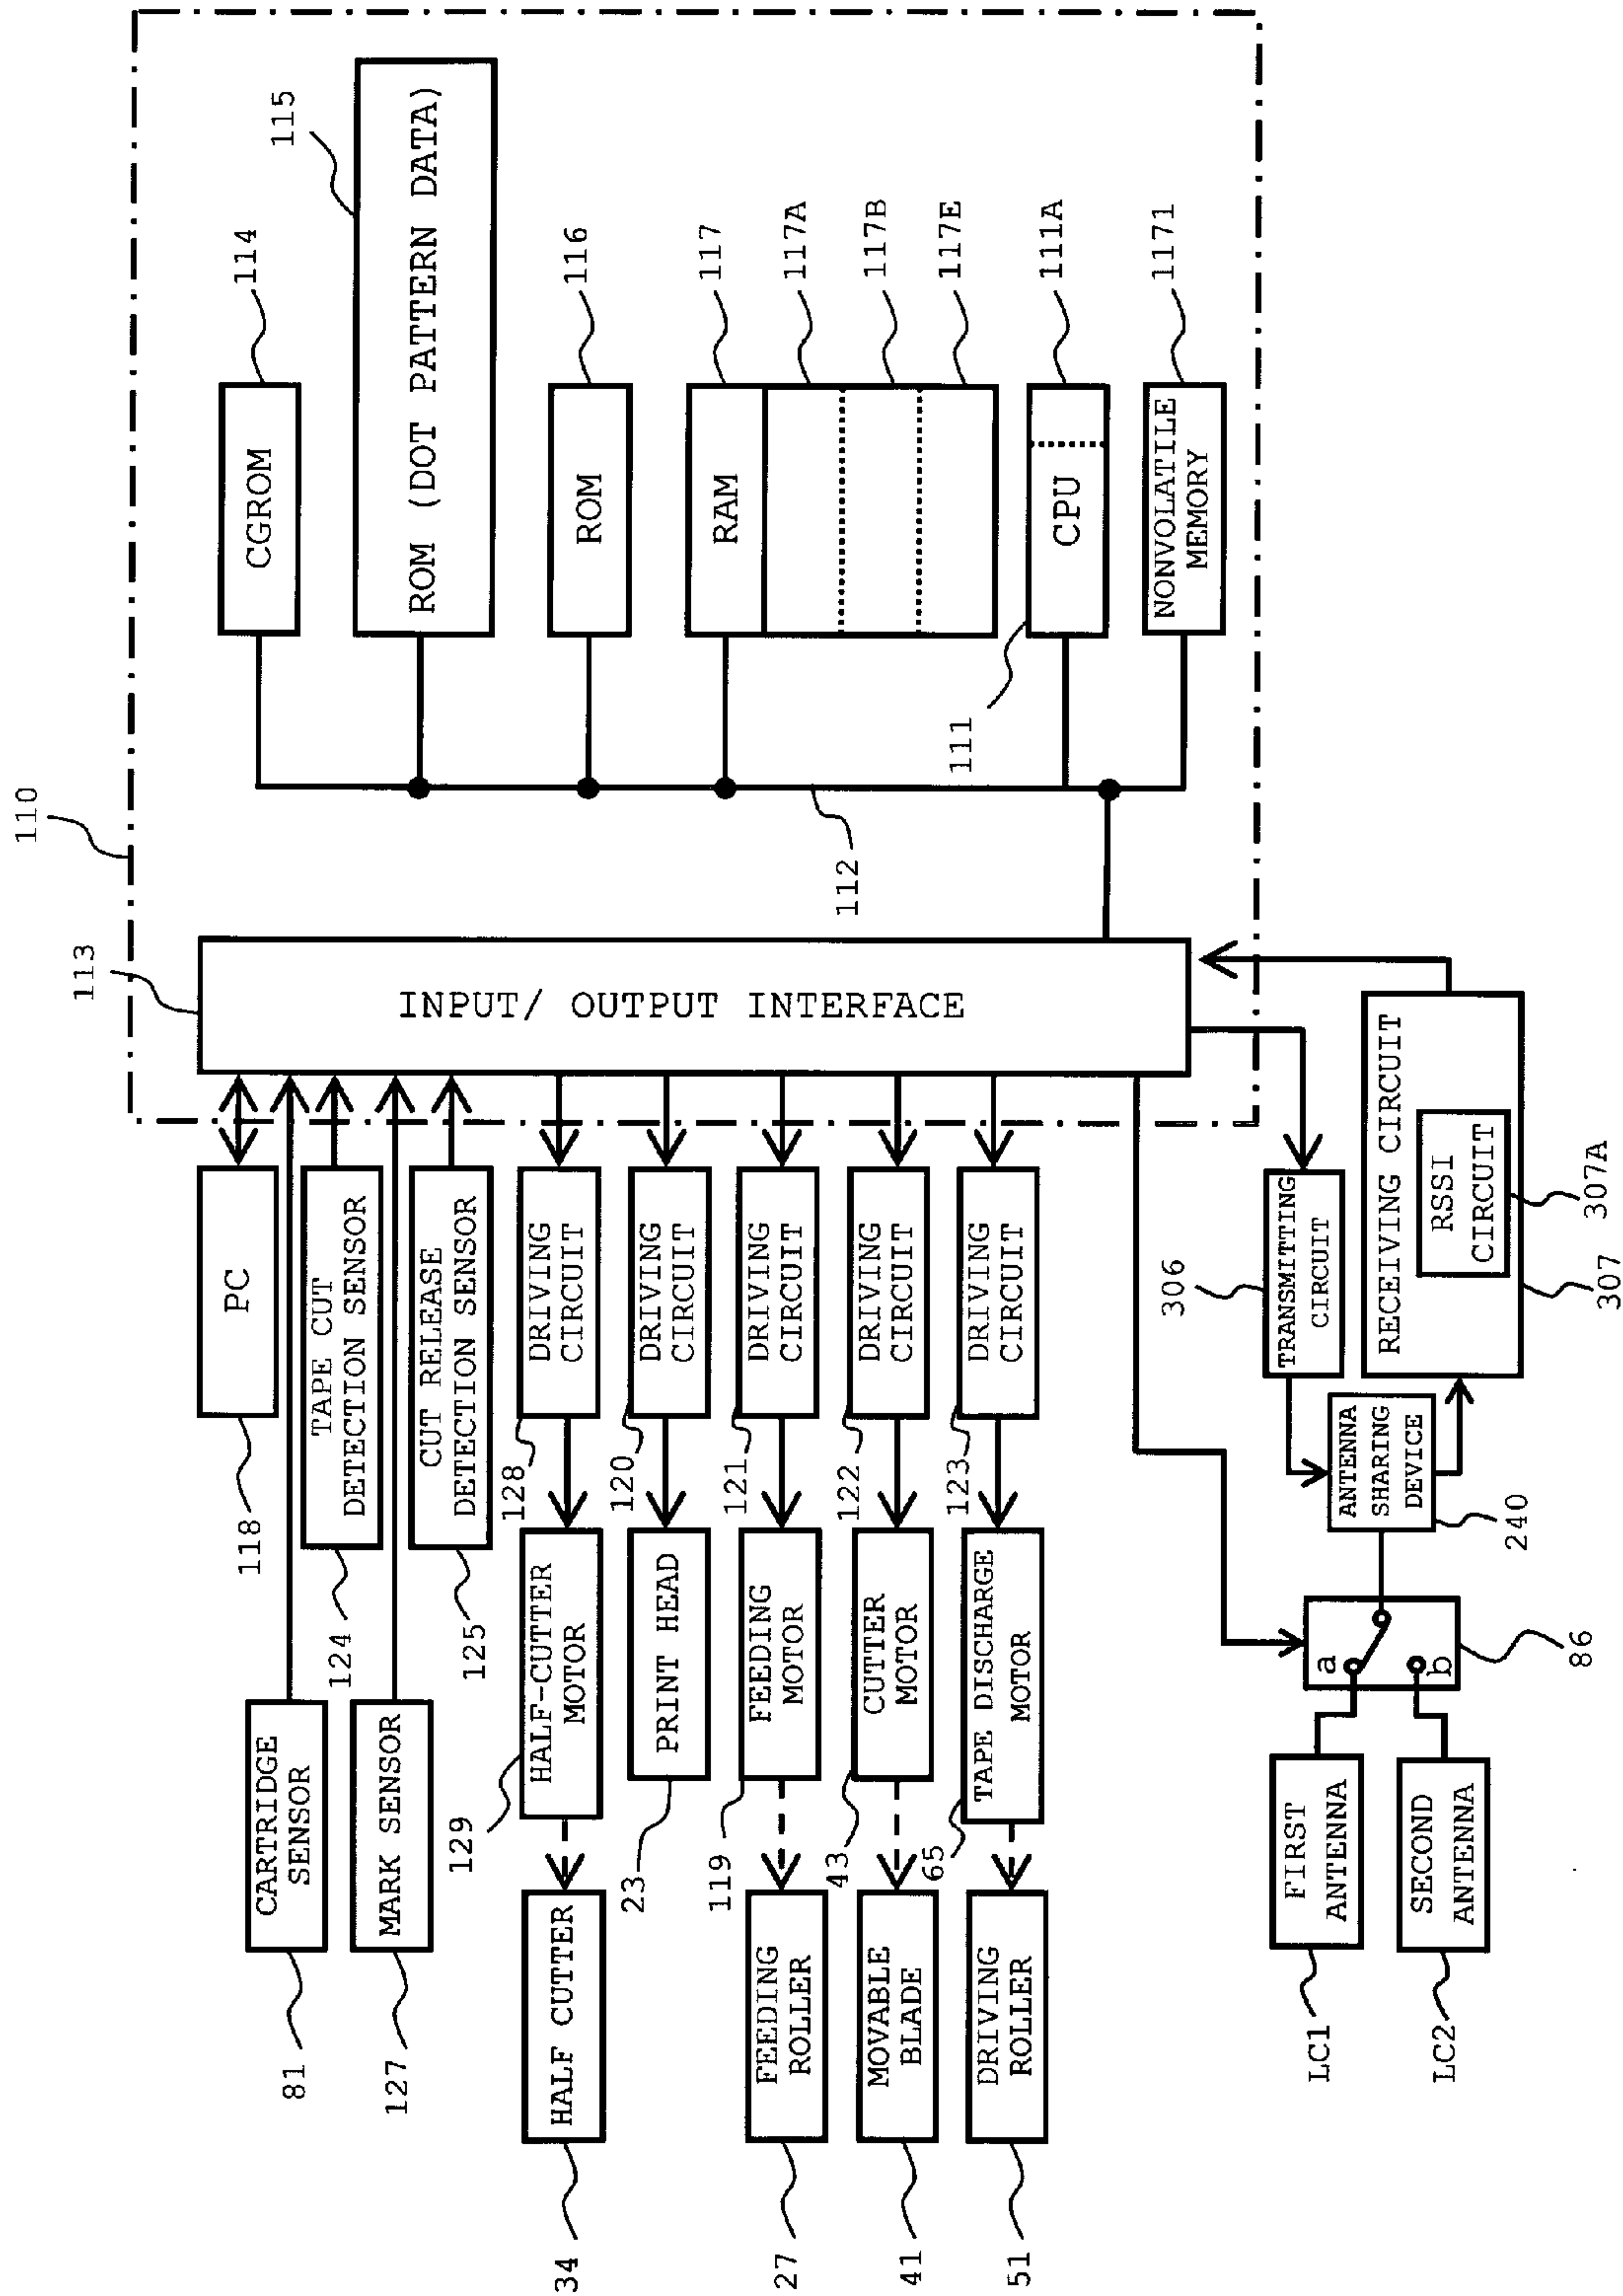 110
113
115
114
CGROM
ROM (DOT PATTERN DATA)
116
ROM
117
RAM
117A
117B
117E
111
CPU
111A
NONVOLATILE
MEMORY
1171
112
INPUT/ OUTPUT INTERFACE
PC
118
TAPE CUT
DETECTION SENSOR
124
CUT RELEASE
DETECTION SENSOR
125
CARTRIDGE
SENSOR
81
MARK SENSOR
127
DRIVING
CIRCUIT
128
HALF-CUTTER
MOTOR
129
HALF CUTTER
34
DRIVING
CIRCUIT
120
PRINT HEAD
23
DRIVING
CIRCUIT
121
FEEDING
MOTOR
119
FEEDING
ROLLER
27
DRIVING
CIRCUIT
122
CUTTER
MOTOR
43
MOVABLE
BLADE
41
DRIVING
CIRCUIT
123
TAPE DISCHARGE
MOTOR
65
DRIVING
ROLLER
51
306
TRANSMITTING
CIRCUIT
RECEIVING CIRCUIT
RSSI
CIRCUIT
307A
307
ANTENNA
SHARING
DEVICE
240
a
b
86
FIRST
ANTENNA
LC1
SECOND
ANTENNA
LC2